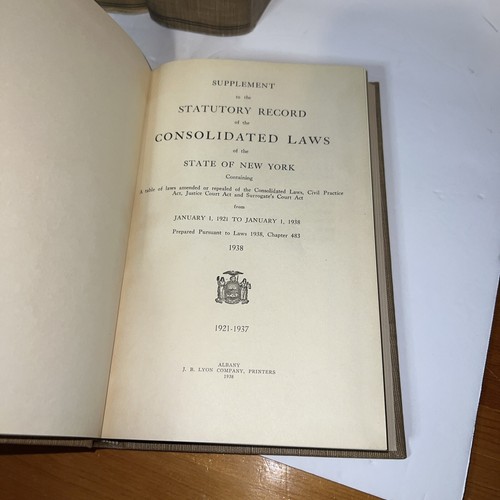 SUPPLEMENT
to the
STATUTORY RECORD
of the
CONSOLIDATED LAWS
of the
STATE OF NEW YORK
Containing
A table of laws amended or repealed of the Consolidated Laws, Civil Practice
Act, Justice Court Act and Surrogate's Court Act
from
JANUARY 1, 1921 TO JANUARY 1, 1938
Prepared Pursuant to Laws 1938, Chapter 483
1938
1921-1937
ALBANY
J. B. LYON COMPANY, PRINTERS
1938